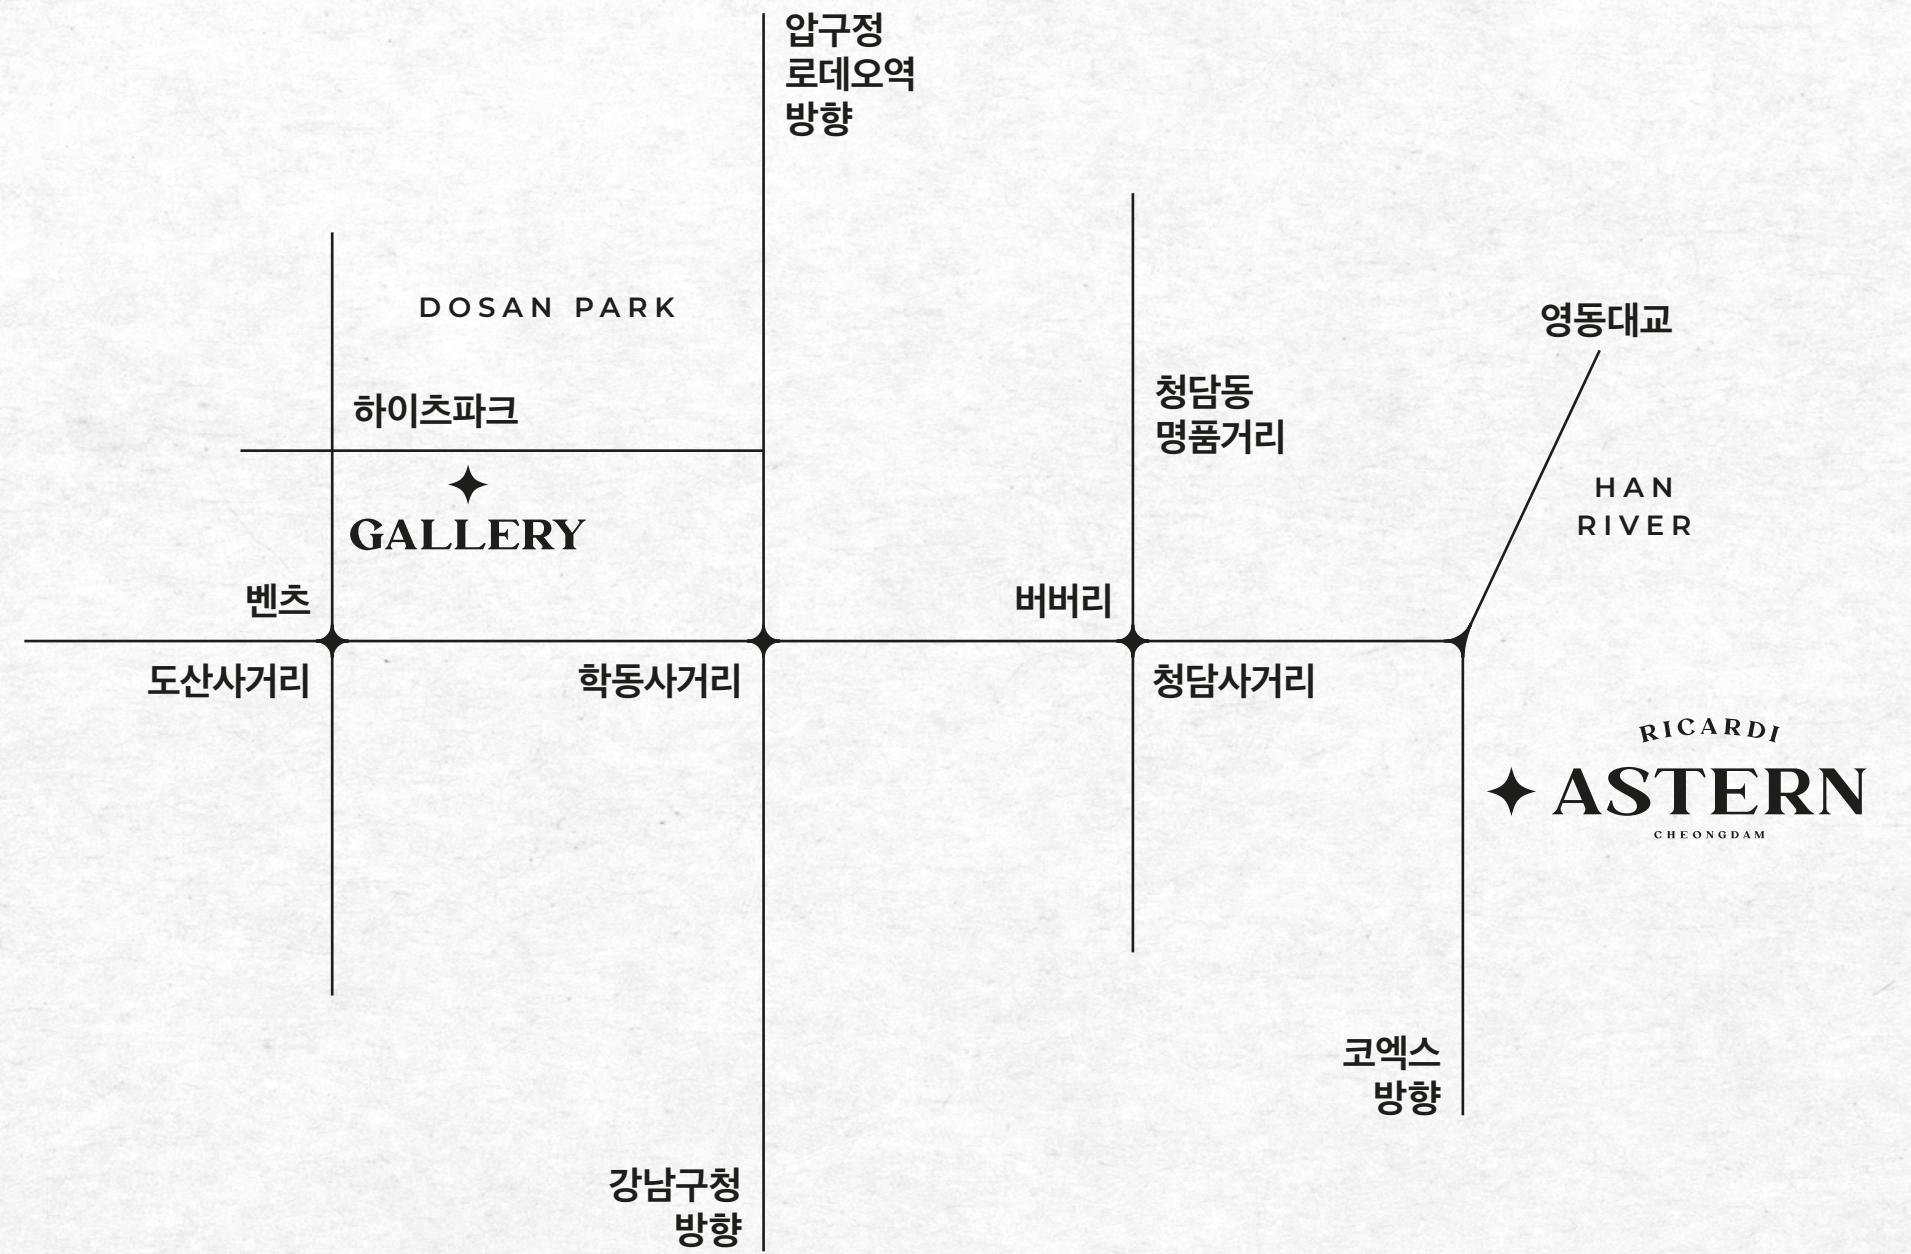 압구정
로데오역
방향
DOSAN PARK
영동대교
청담동
명품거리
하이츠파크
HAN
RIVER
GALLERY
벤츠
버버리
도산사거리
학동사거리
청담사거리
RICARDI
ASTERN
CHEONGDAM
코엑스
방향
강남구청
방향